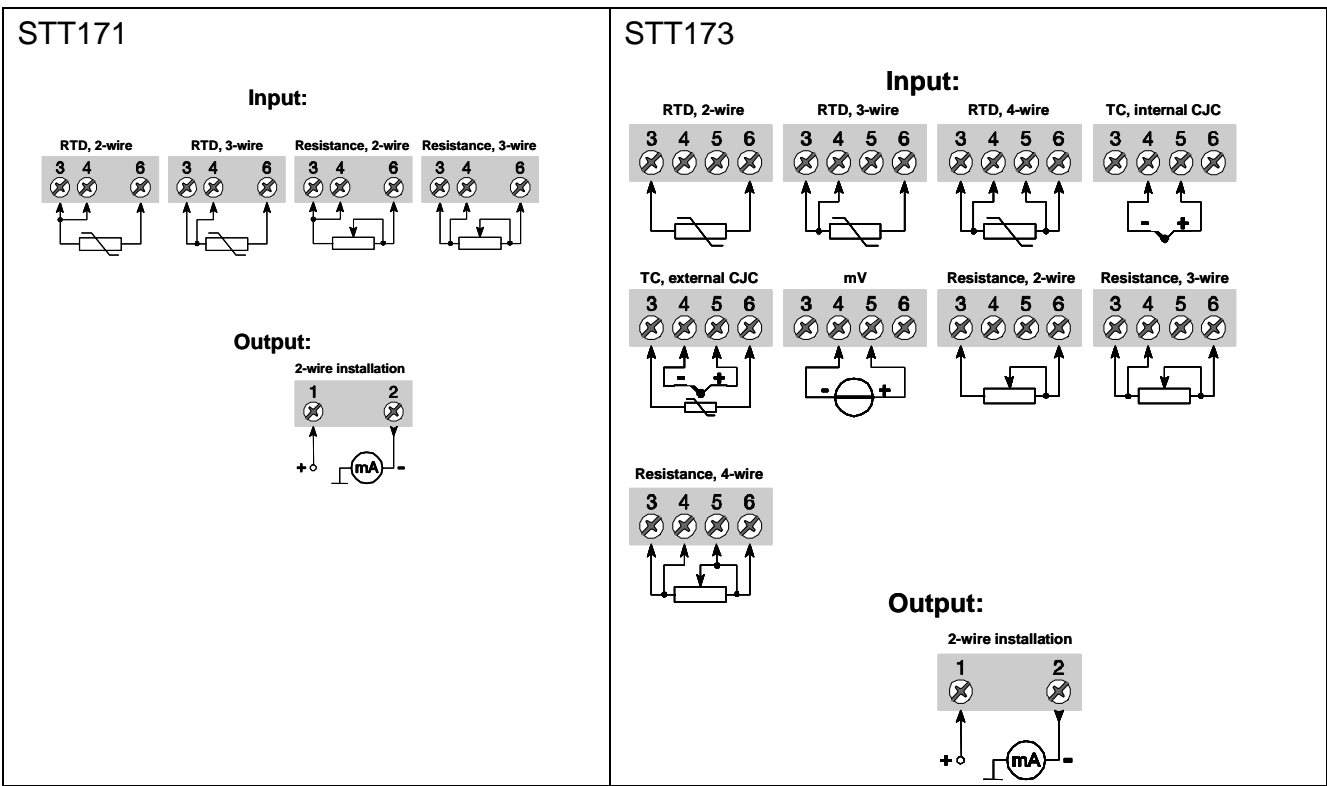 STT171
Input:
RTD, 2-wire RTD, 3-wire Resistance, 2-wire Resistance, 3-wire
3 4 6 3 4 6 3 4 6 3 4 6
Output:
2-wire installation
1 2
+ mA -
STT173
Input:
RTD, 2-wire RTD, 3-wire RTD, 4-wire TC, internal CJC
3 4 5 6 3 4 5 6 3 4 5 6 3 4 5 6
- +
TC, external CJC mV Resistance, 2-wire Resistance, 3-wire
3 4 5 6 3 4 5 6 3 4 5 6 3 4 5 6
- + - +
Resistance, 4-wire
3 4 5 6
Output:
2-wire installation
1 2
+ mA -